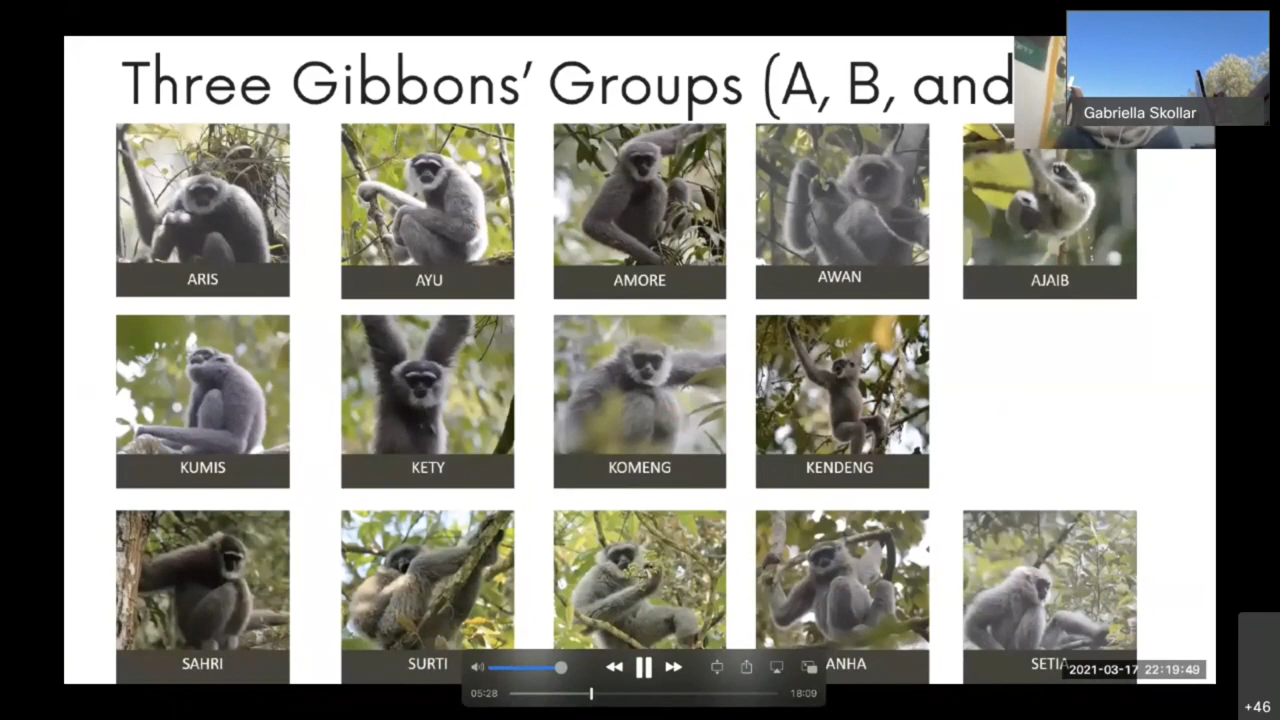 Three Gibbons' Groups (A, B, and
Gabriella Skollar
ARIS
AYU
AMORE
AWAN
AJAIB
KUMIS
KETY
KOMENG
KENDENG
SAHRI
SURTI
ANHA
SETIA
2021-03-17 22:19:49
05:28
18:09
+46